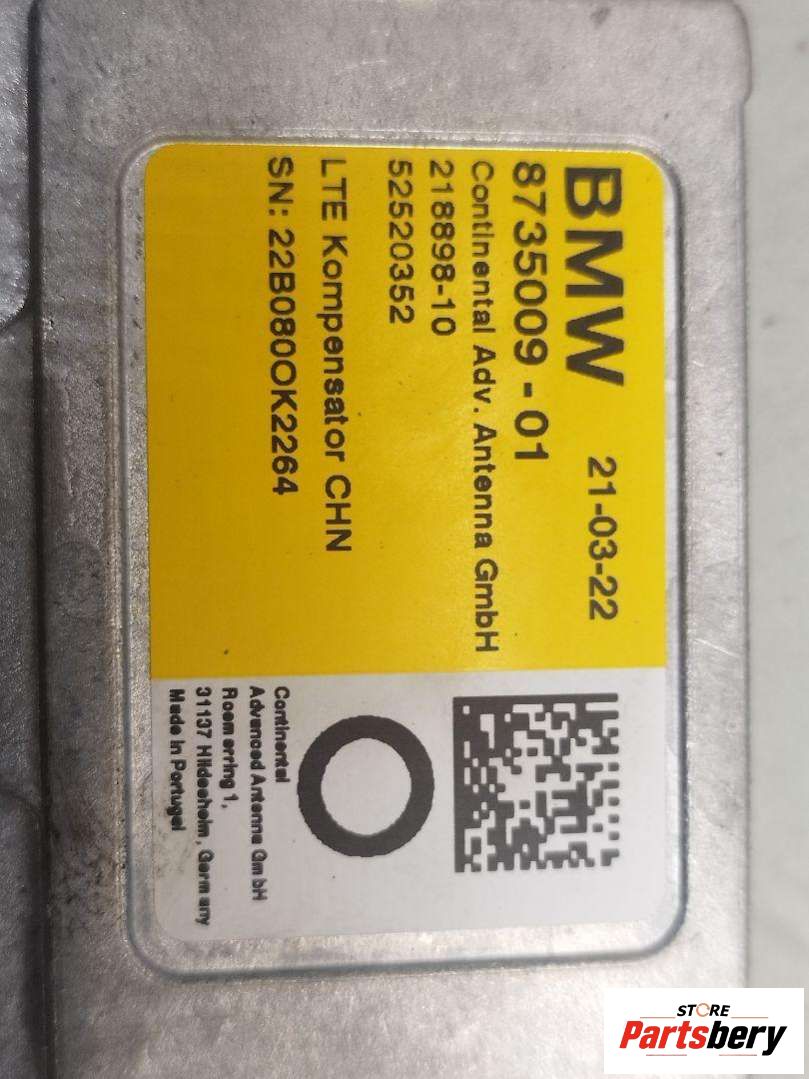 BMW 21-03-22
8735009 - 01
Continental Adv. Antenna GmbH
218898-10
52520352
LTE Kompensator CHN
SN: 22B080OK2264
Continental
Advanced Antenna GmbH
Roemerring 1,
31137 Hildesheim, Germany
Made in Portugal
STORE
Partsbery